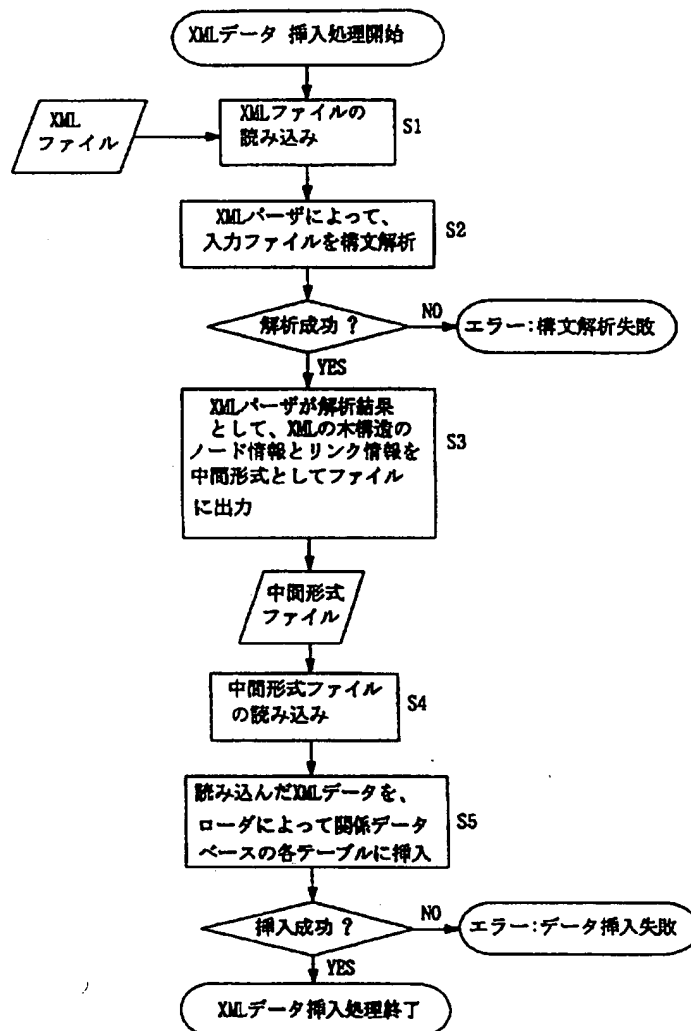 XMLデータ 挿入処理開始
XML
ファイル
XMLファイルの
読み込み
S1
XMLパーザによって、
入力ファイルを構文解析
S2
解析成功？
NO
エラー:構文解析失敗
YES
XMLパーザが解析結果
として、XMLの木構造の
ノード情報とリンク情報を
中間形式としてファイル
に出力
S3
中間形式
ファイル
中間形式ファイル
の読み込み
S4
読み込んだXMLデータを、
ローダによって関係データ
ベースの各テーブルに挿入
S5
挿入成功？
NO
エラー:データ挿入失敗
YES
XMLデータ挿入処理終了